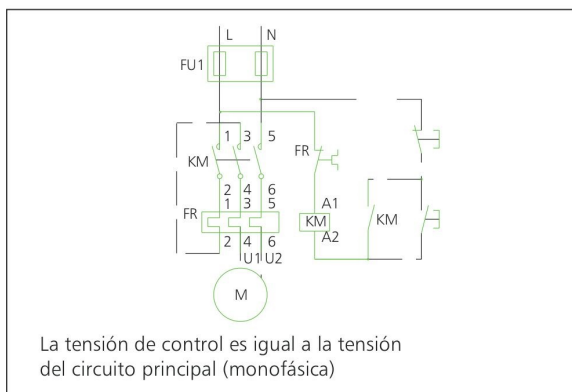 L N
FU1
1 3 5
KM
FR
2 4 6
1 3 5
A1
FR
KM
KM
A2
2 4 6
U1 U2
M
La tensión de control es igual a la tensión
del circuito principal (monofásica)